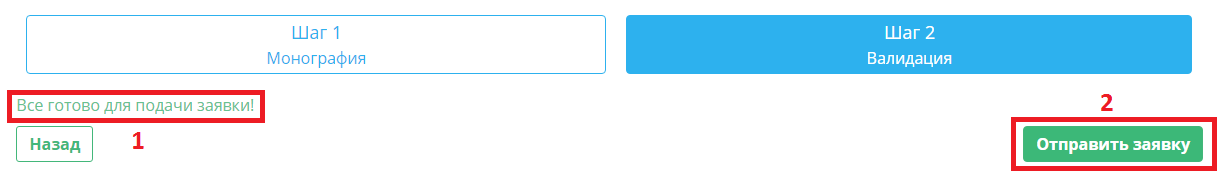 Шаг 1
Монография
Шаг 2
Валидация
Все готово для подачи заявки!
2
Назад
1
Отправить заявку